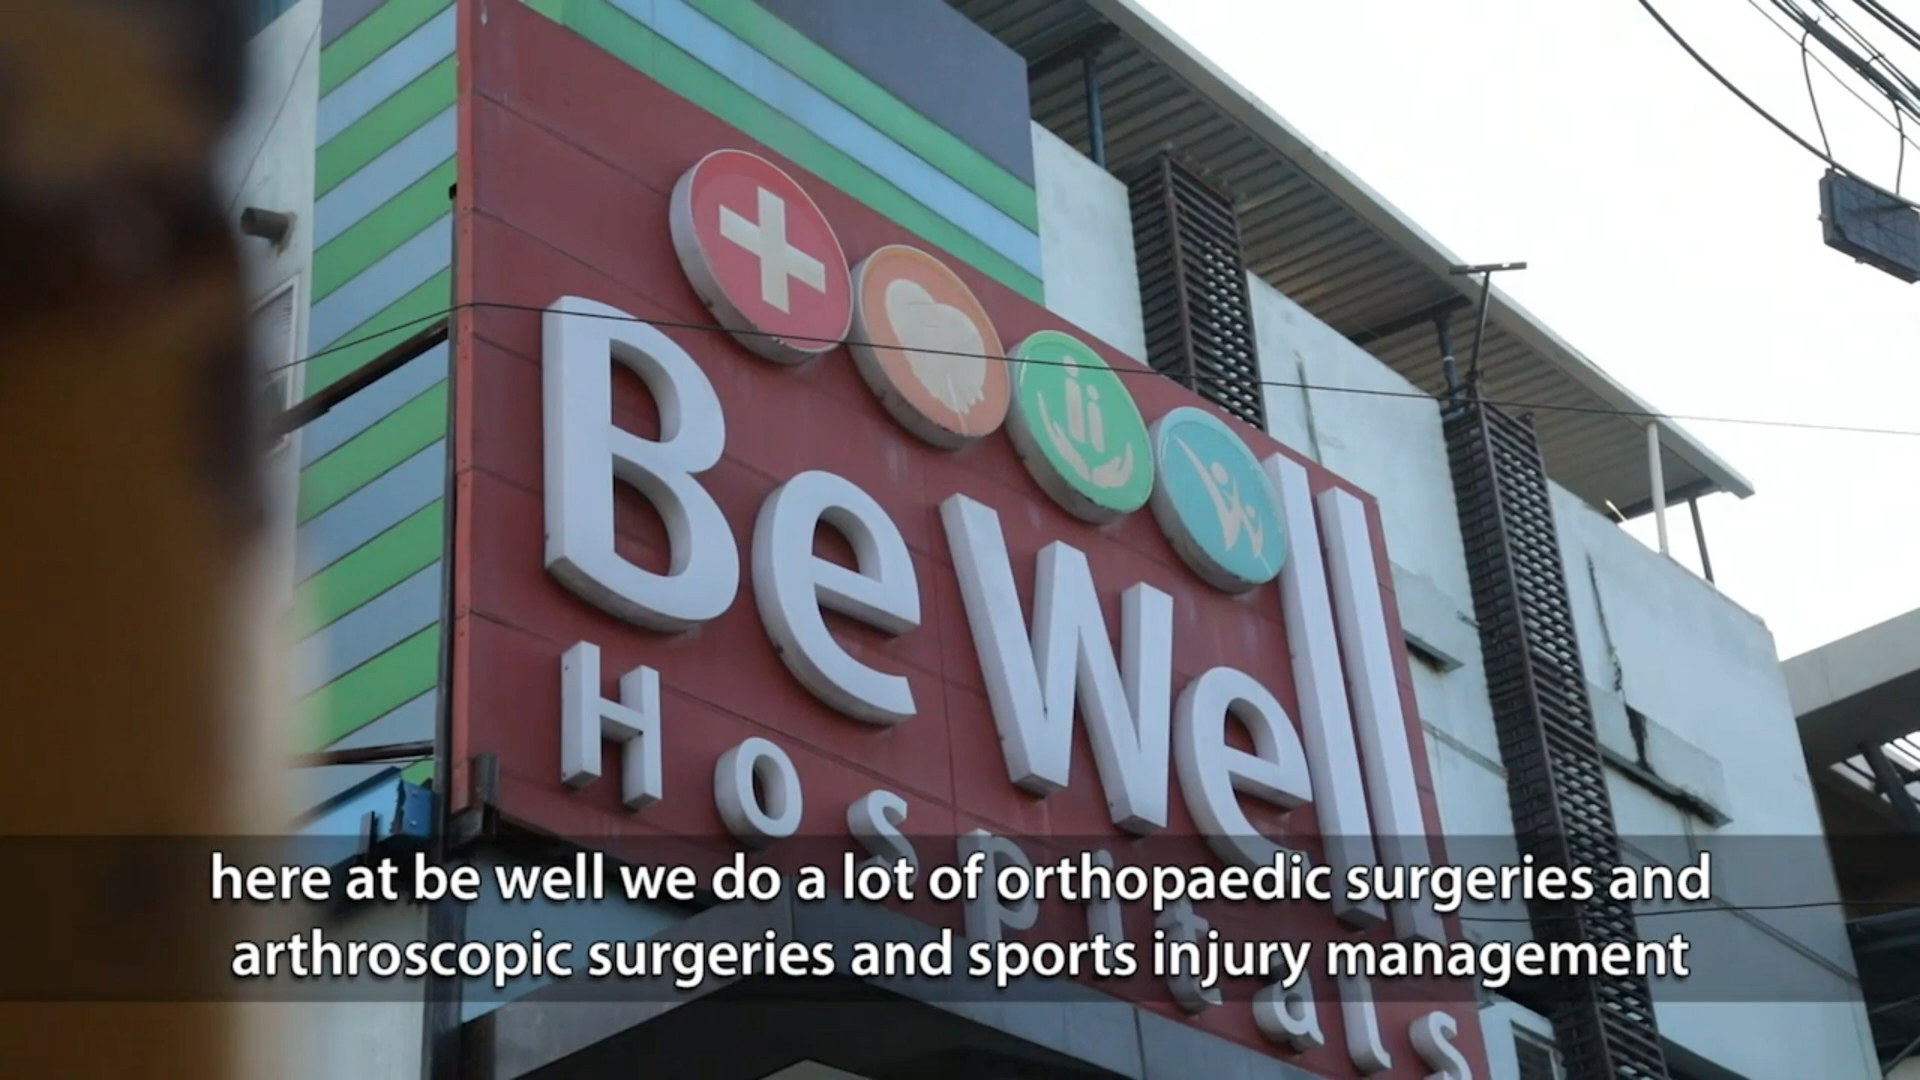 Be Well
Hospitals
here at be well we do a lot of orthopaedic surgeries and
arthroscopic surgeries and sports injury management